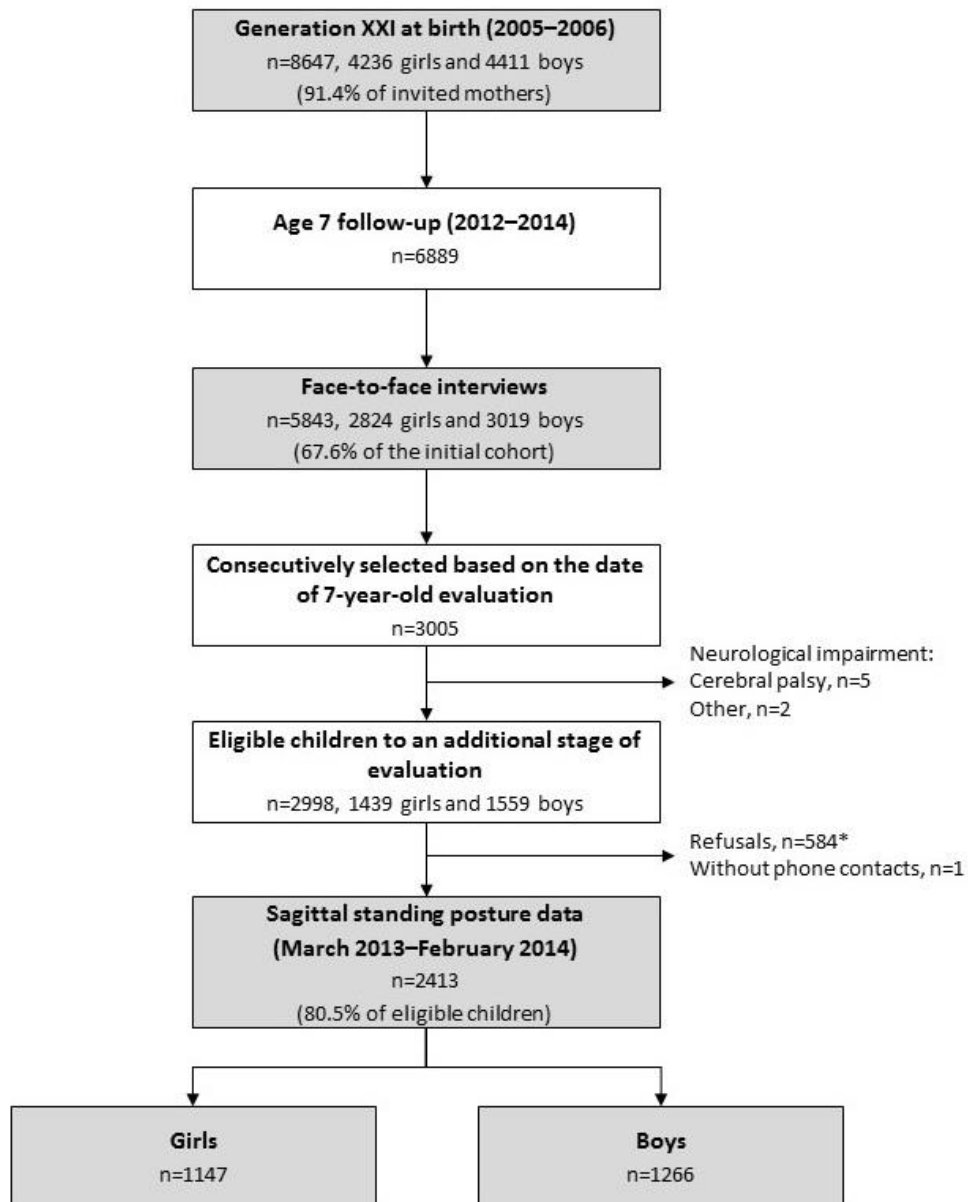 Generation XXI at birth (2005–2006)
n=8647, 4236 girls and 4411 boys
(91.4% of invited mothers)
Age 7 follow-up (2012–2014)
n=6889
Face-to-face interviews
n=5843, 2824 girls and 3019 boys
(67.6% of the initial cohort)
Consecutively selected based on the date
of 7-year-old evaluation
n=3005
Neurological impairment:
Cerebral palsy, n=5
Other, n=2
Eligible children to an additional stage of
evaluation
n=2998, 1439 girls and 1559 boys
Refusals, n=584*
Without phone contacts, n=1
Sagittal standing posture data
(March 2013–February 2014)
n=2413
(80.5% of eligible children)
Girls
n=1147
Boys
n=1266